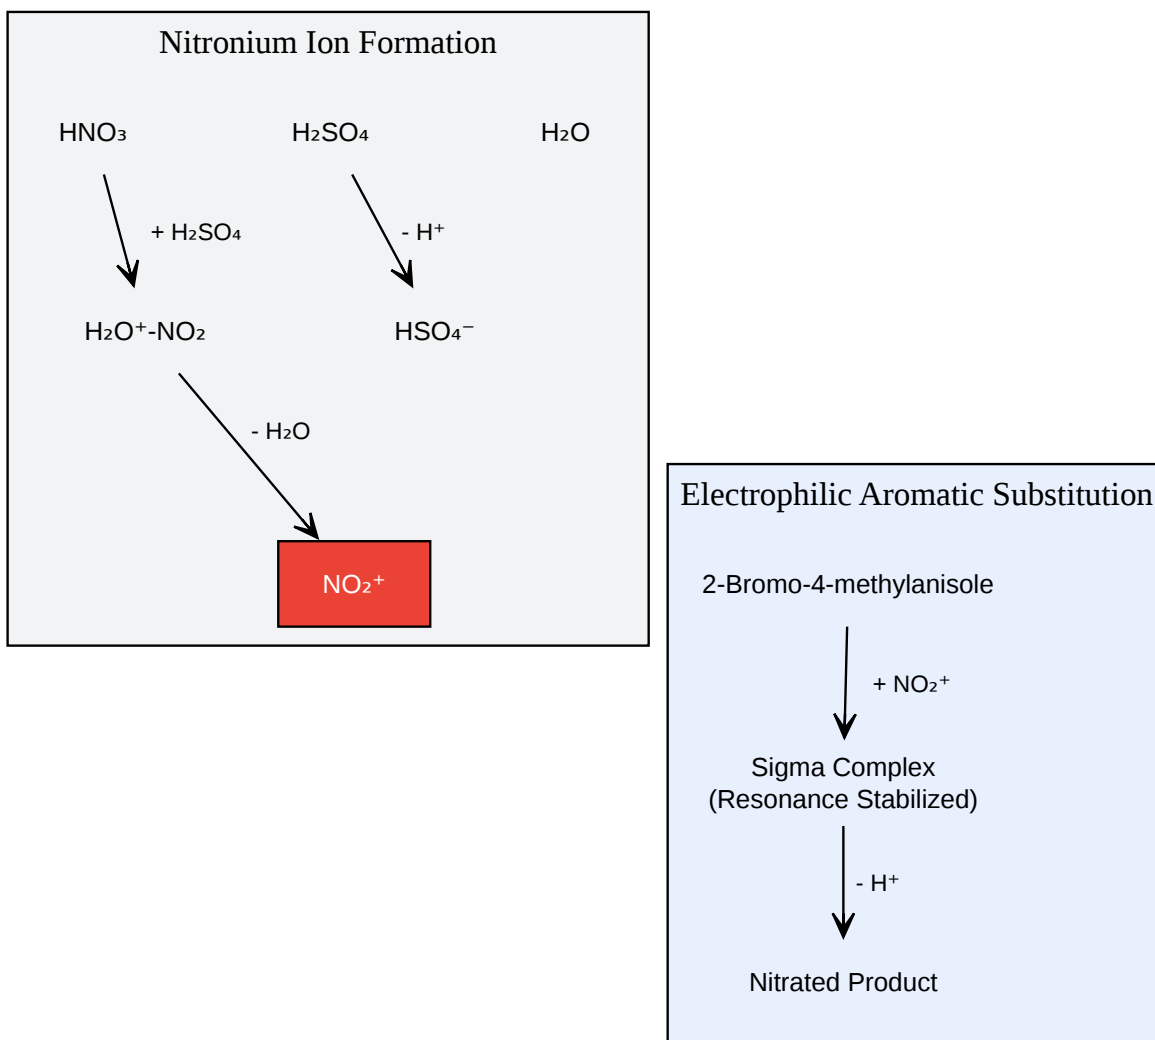 Nitronium Ion Formation
HNO₃
H₂SO₄
H₂O
+ H₂SO₄
- H⁺
H₂O⁺-NO₂
HSO₄⁻
- H₂O
NO₂⁺
Electrophilic Aromatic Substitution
2-Bromo-4-methylanisole
+ NO₂⁺
Sigma Complex
(Resonance Stabilized)
- H⁺
Nitrated Product